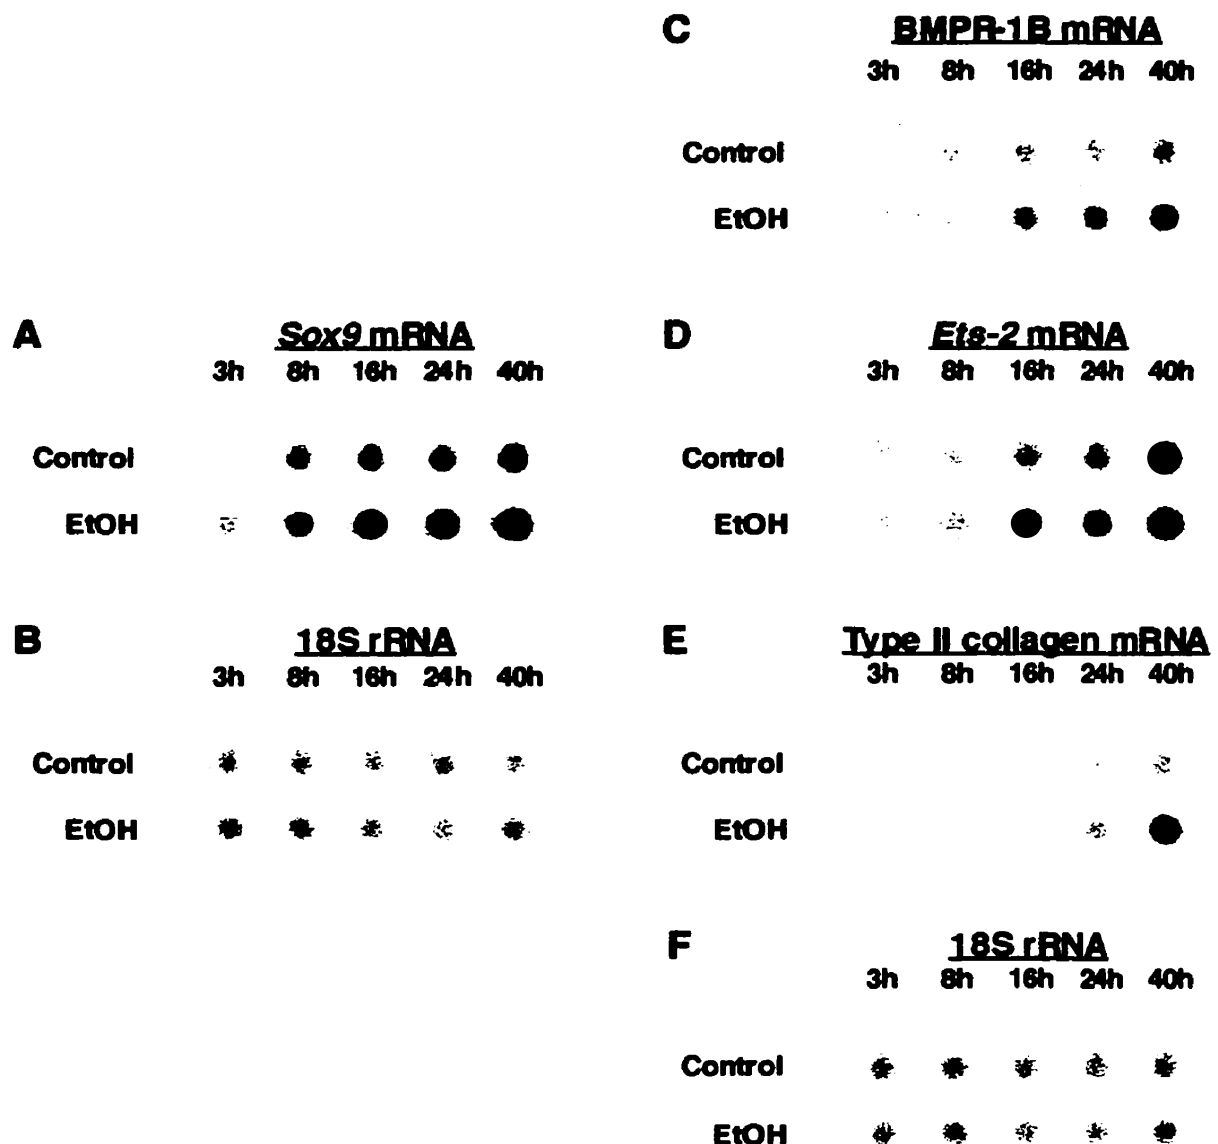 C BMPR-1B mRNA
3h 8h 16h 24h 40h
Control
EtOH
A Sox9 mRNA
3h 8h 16h 24h 40h
Control
EtOH
B 18S rRNA
3h 8h 16h 24h 40h
Control
EtOH
D Ets-2 mRNA
3h 8h 16h 24h 40h
Control
EtOH
E Type II collagen mRNA
3h 8h 16h 24h 40h
Control
EtOH
F 18S rRNA
3h 8h 16h 24h 40h
Control
EtOH